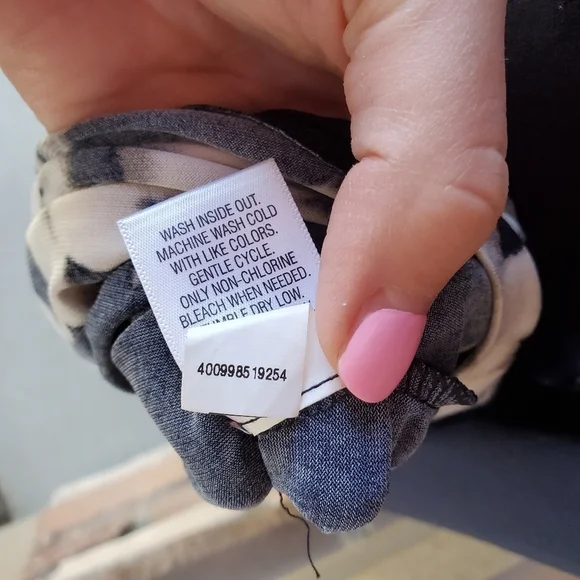 WASH INSIDE OUT.
MACHINE WASH COLD
WITH LIKE COLORS.
GENTLE CYCLE.
ONLY NON-CHLORINE
BLEACH WHEN NEEDED.
TUMBLE DRY LOW.
400998519254